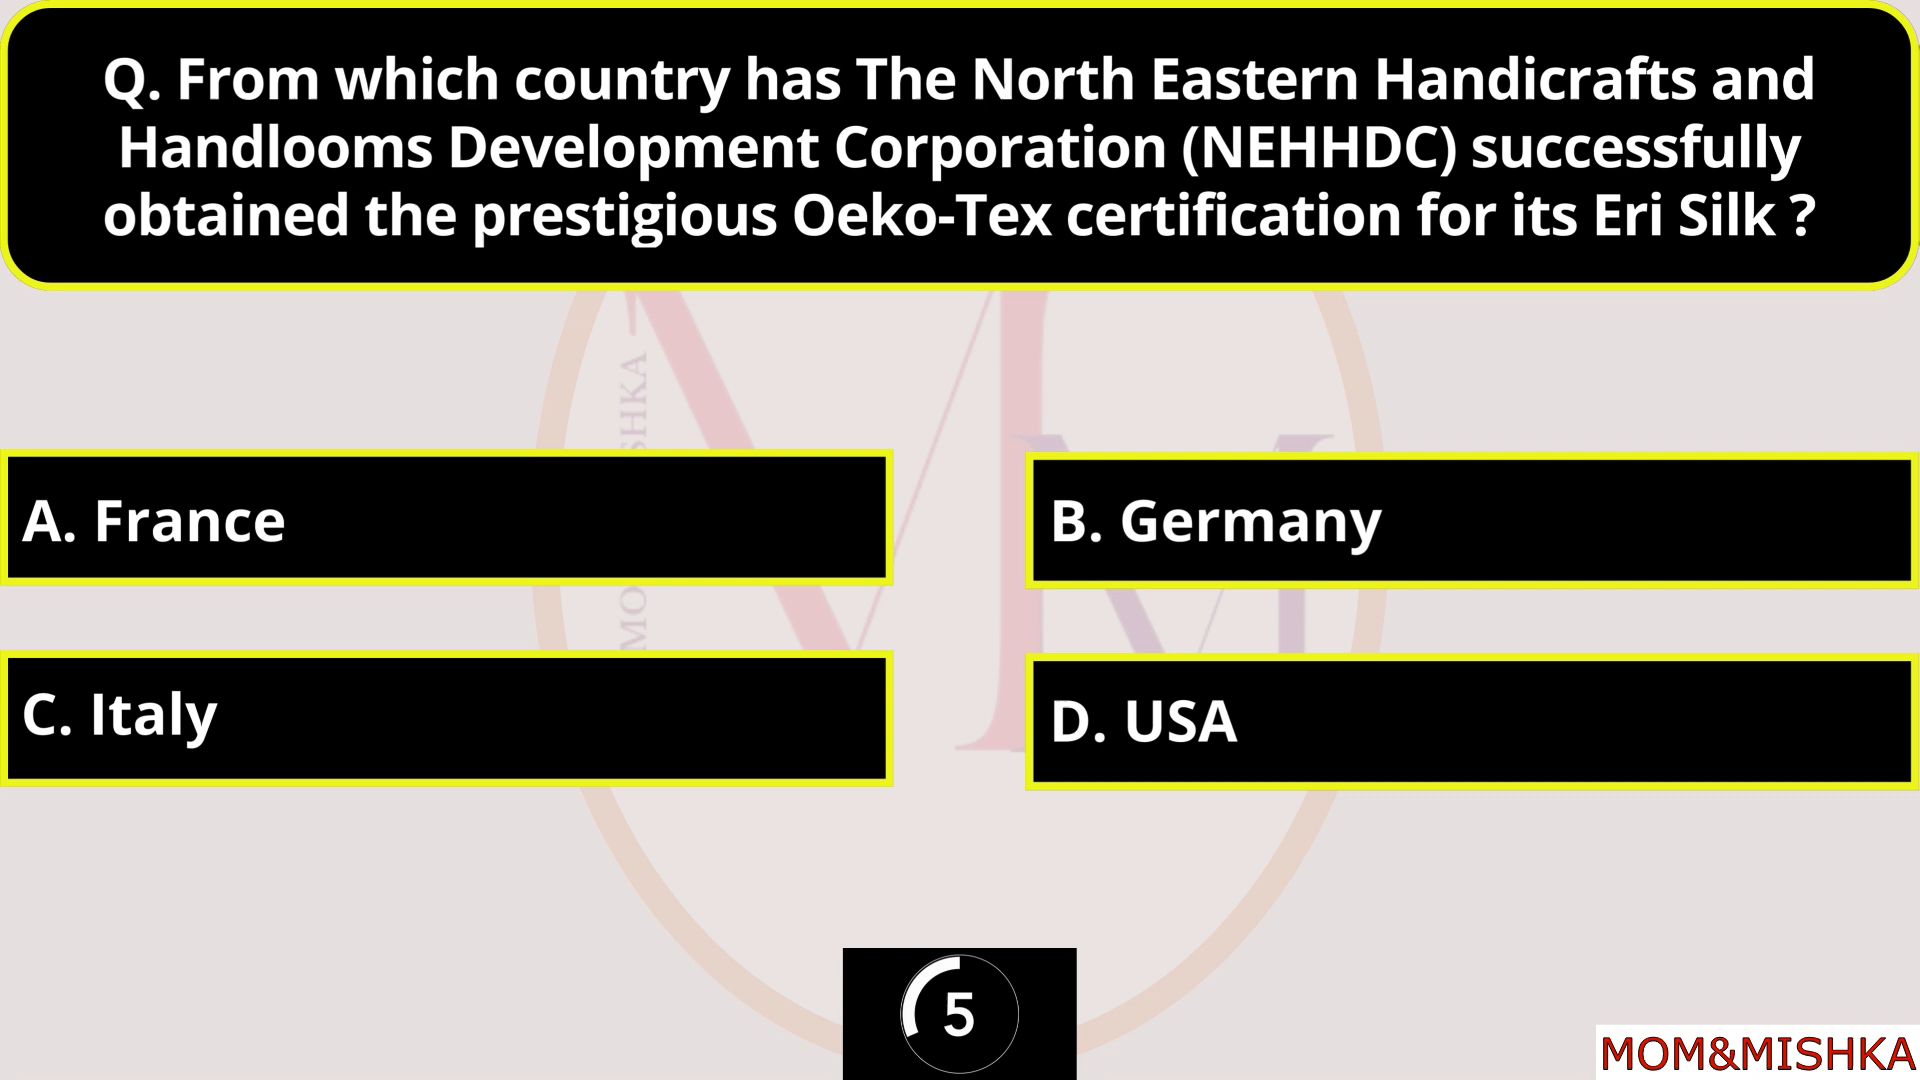 Q. From which country has The North Eastern Handicrafts and
Handlooms Development Corporation (NEHHDC) successfully
obtained the prestigious Oeko-Tex certification for its Eri Silk ?
A. France
B. Germany
C. Italy
D. USA
5
MOM&MISHKA